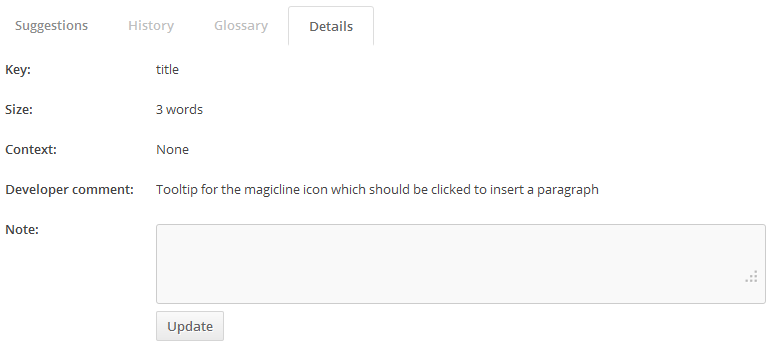 Suggestions History Glossary Details
Key: title
Size: 3 words
Context: None
Developer comment: Tooltip for the magicline icon which should be clicked to insert a paragraph
Note:
Update